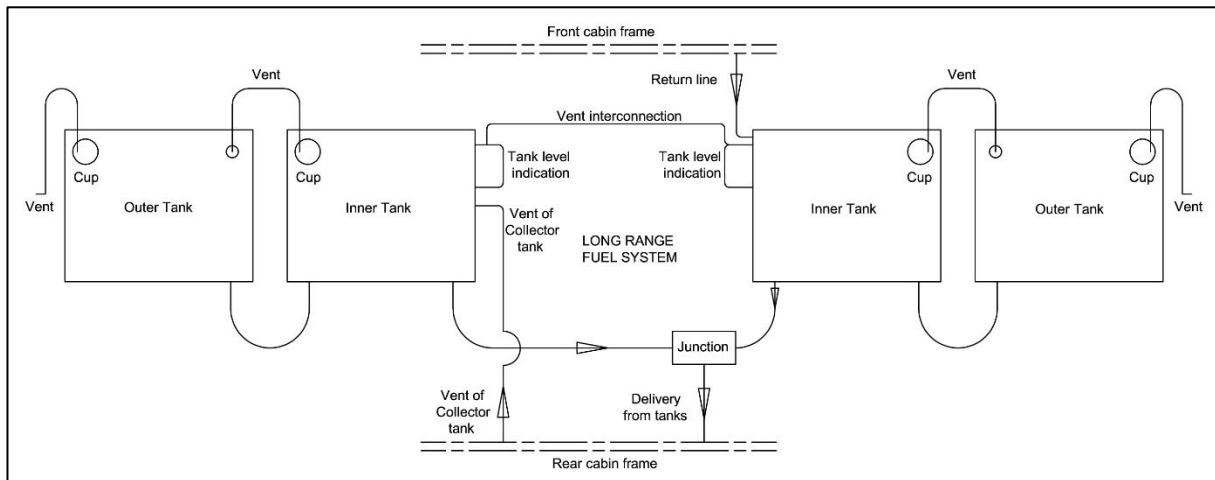 Front cabin frame
Vent
Return line
Vent
Vent interconnection
Cup
Cup
Tank level
indication
Tank level
indication
Cup
Cup
Vent
Outer Tank
Inner Tank
Vent of
Collector
tank
LONG RANGE
FUEL SYSTEM
Inner Tank
Outer Tank
Vent
Junction
Vent of
Collector
tank
Delivery
from tanks
Rear cabin frame